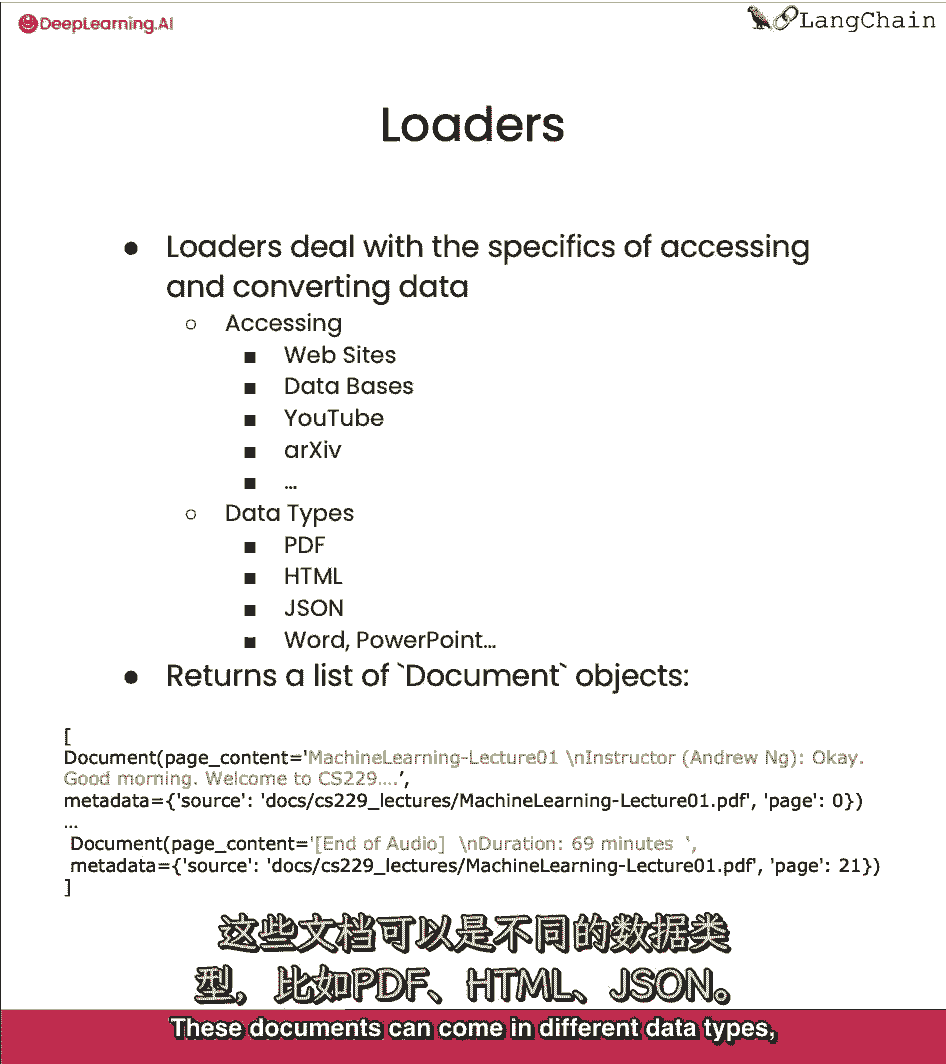 DeepLearning.AI
LangChain
Loaders
● Loaders deal with the specifics of accessing
and converting data
○ Accessing
■ Web Sites
■ Data Bases
■ YouTube
■ arXiv
■ …
○ Data Types
■ PDF
■ HTML
■ JSON
■ Word, PowerPoint…
● Returns a list of `Document` objects:
[
Document(page_content='MachineLearning-Lecture01 \nInstructor (Andrew Ng): Okay.
Good morning. Welcome to CS229....',
metadata={'source': 'docs/cs229_lectures/MachineLearning-Lecture01.pdf', 'page': 0})
...
Document(page_content='[End of Audio] \nDuration: 69 minutes ',
metadata={'source': 'docs/cs229_lectures/MachineLearning-Lecture01.pdf', 'page': 21})
]
这些文档可以是不同的数据类
型，比如PDF、HTML、JSON。
These documents can come in different data types,